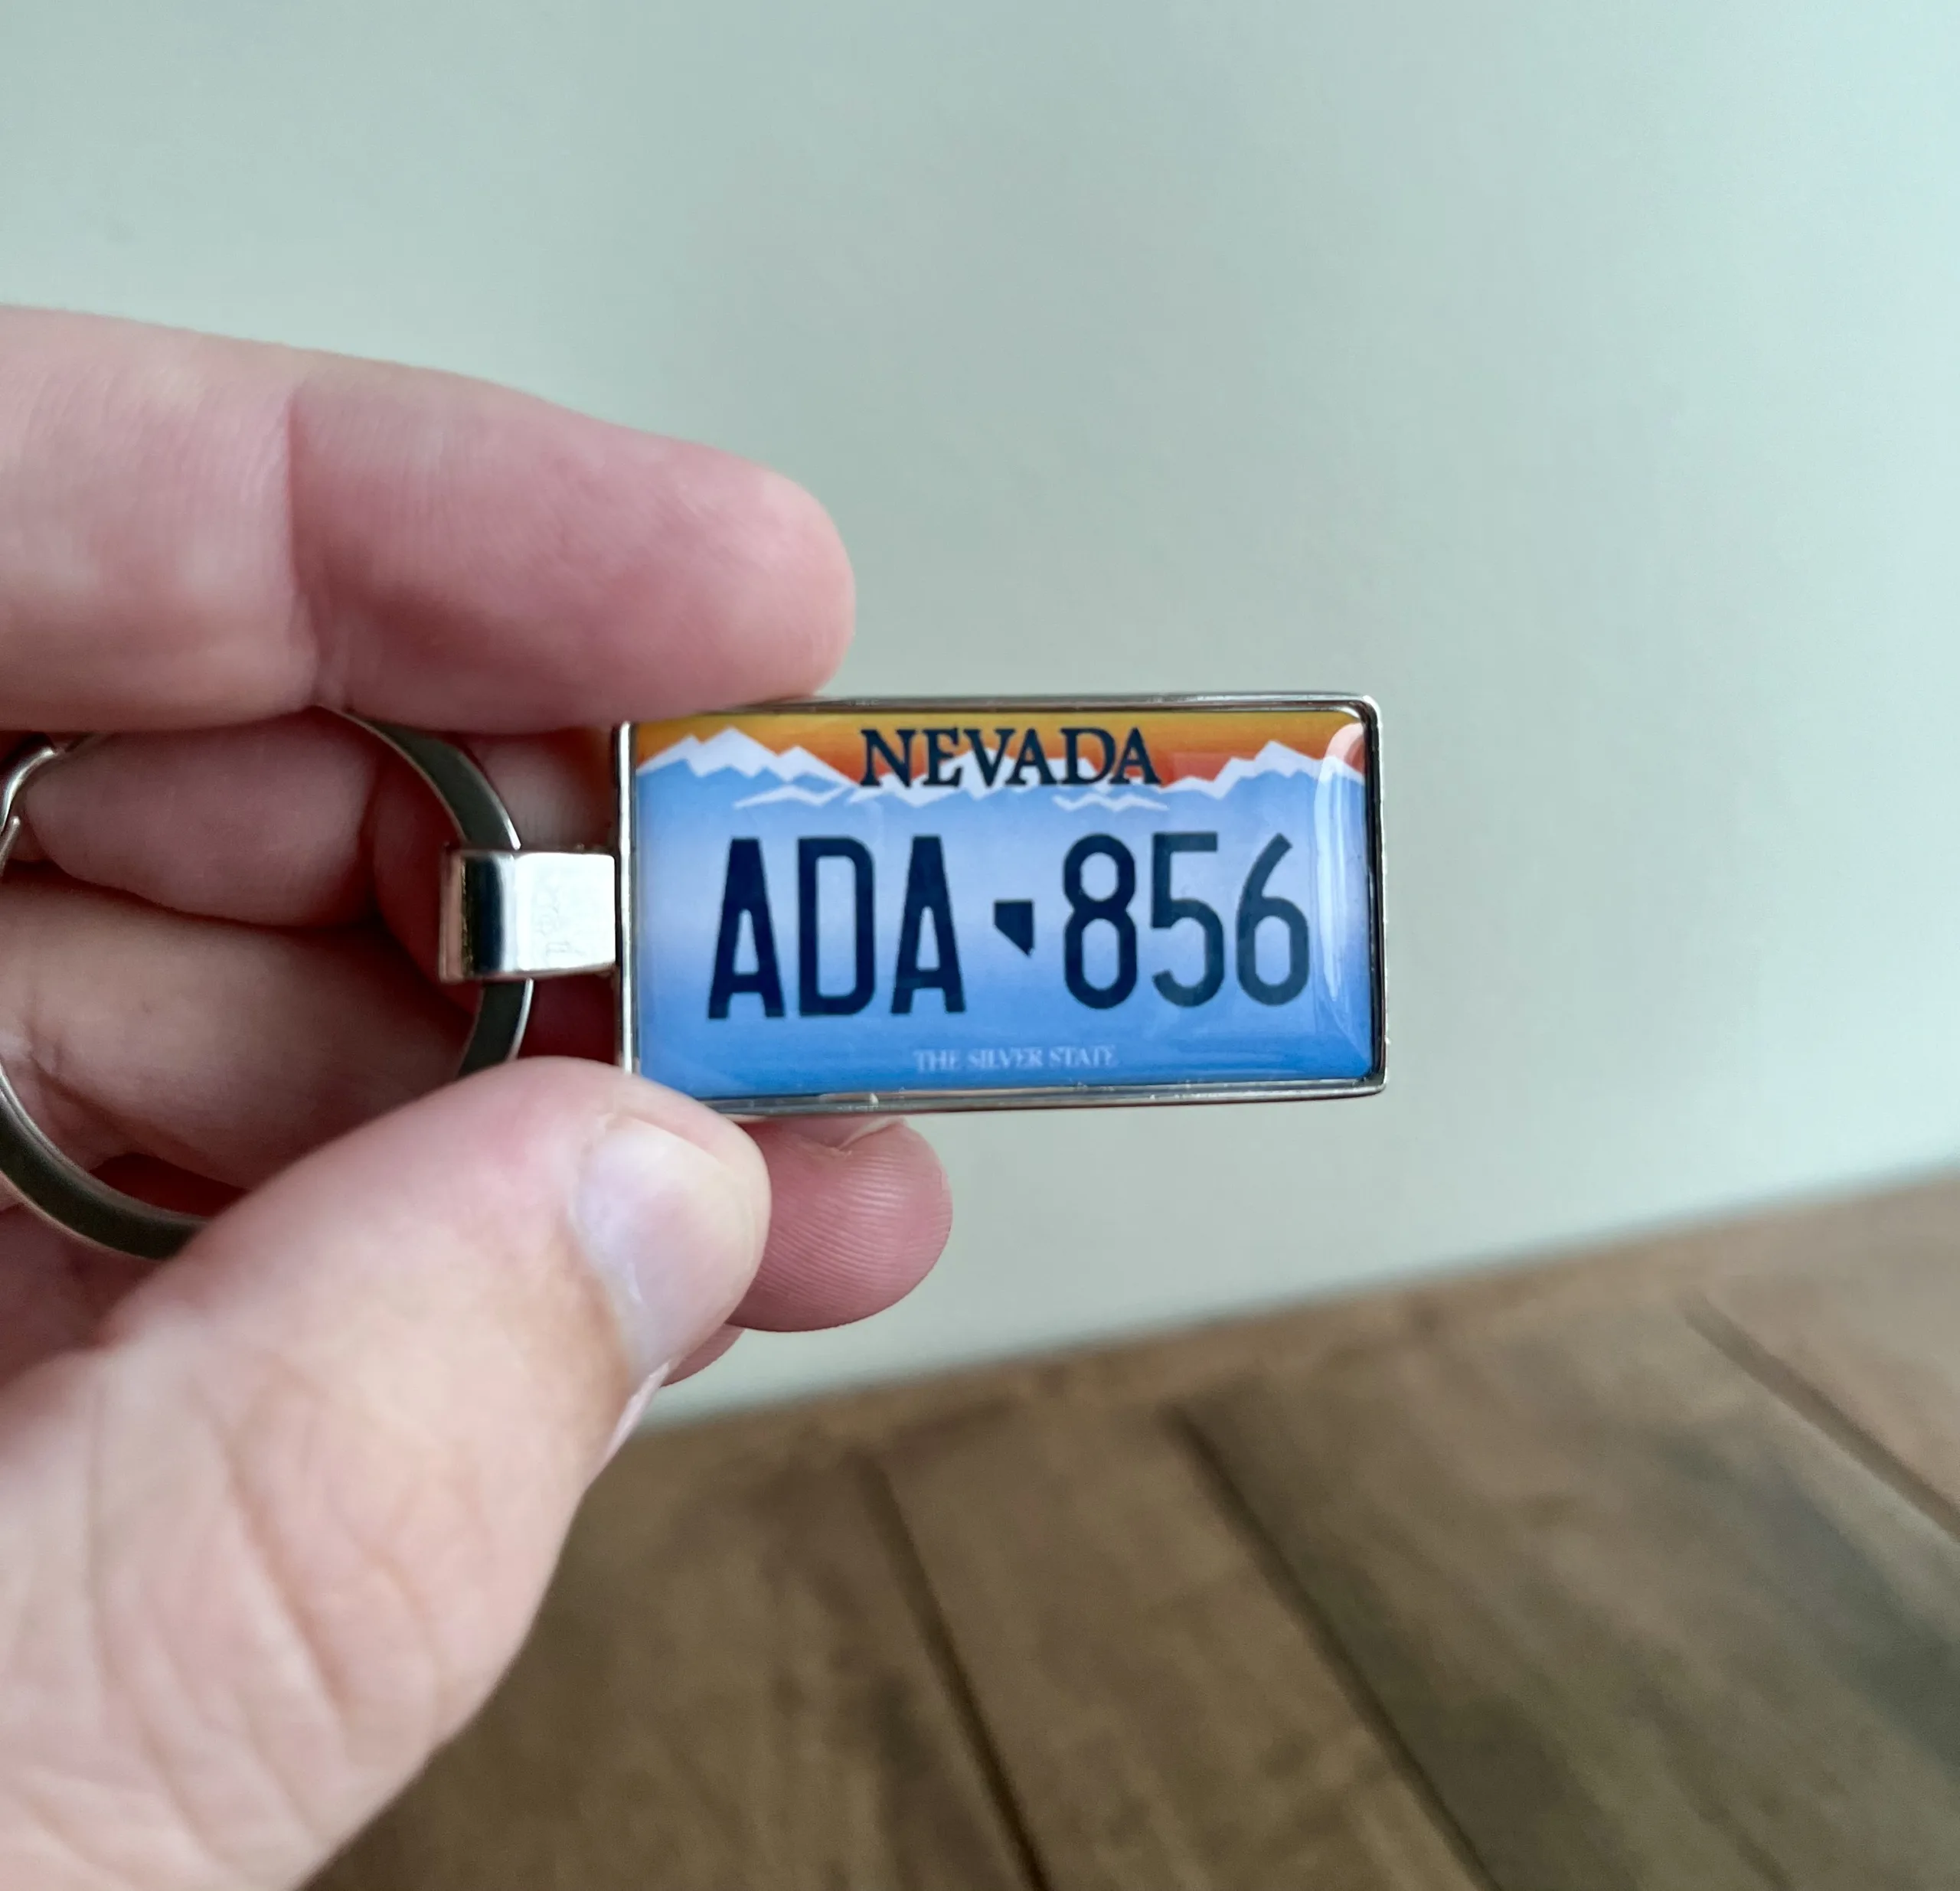 NEVADA
ADA 856
THE SILVER STATE